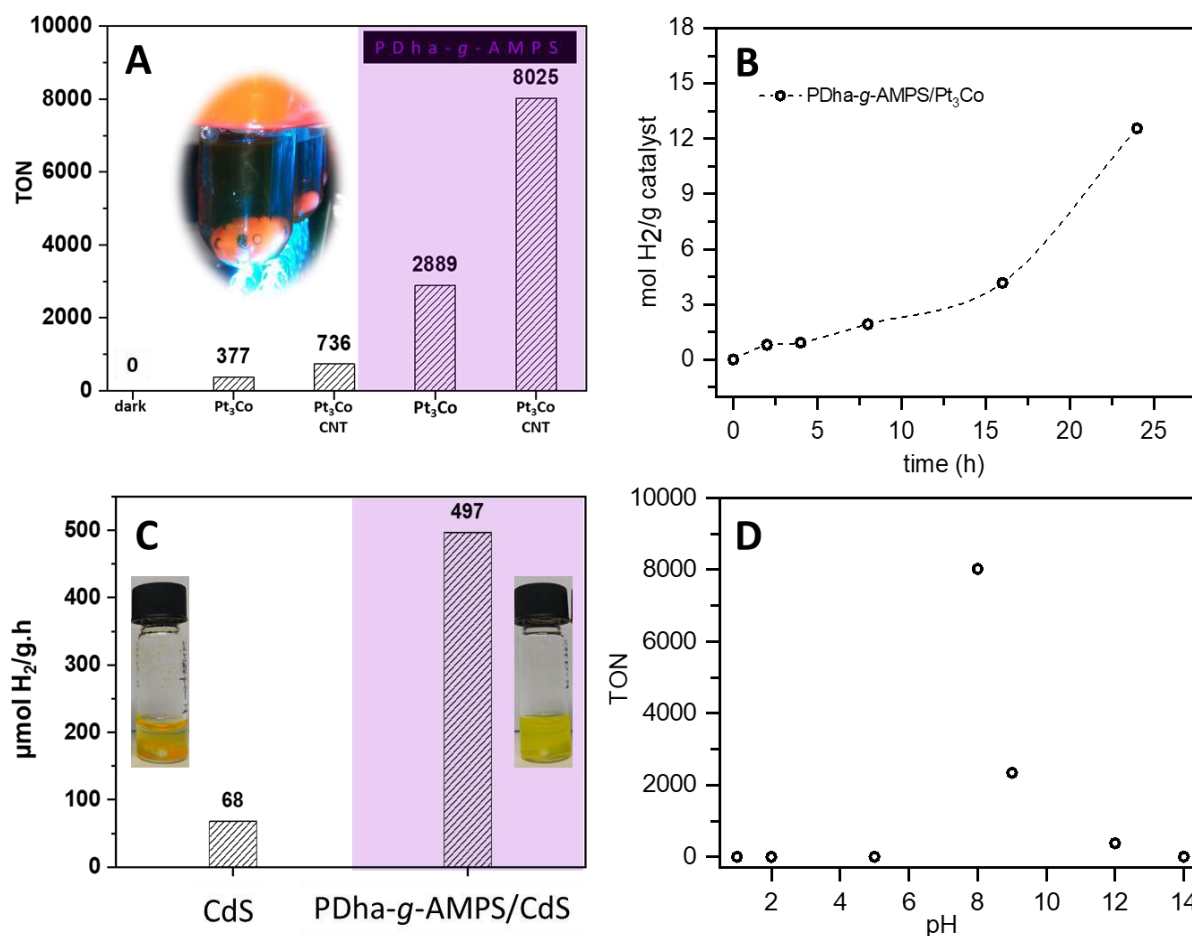 A
PDha-g-AMPS
TON
10000
8000
6000
4000
2000
0
0
377
736
2889
8025
dark
Pt₃Co
Pt₃Co
CNT
Pt₃Co
Pt₃Co
CNT
B
PDha-g-AMPS/Pt₃Co
mol H2/g catalyst
18
15
12
9
6
3
0
0 5 10 15 20 25
time (h)
C
μmol H₂/g.h
500
400
300
200
100
0
68
497
CdS
PDha-g-AMPS/CdS
D
TON
10000
8000
6000
4000
2000
0
2 4 6 8 10 12 14
pH